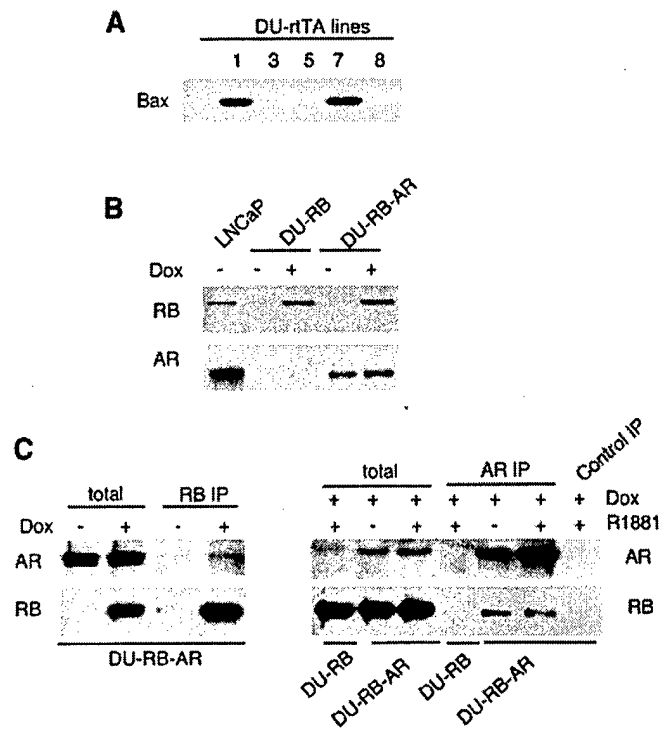 A
DU-rtTA lines
1 3 5 7 8
Bax
B
LNCaP DU-RB DU-RB-AR
Dox - - + - +
RB
AR
C
total RB IP
Dox - + - +
AR
RB
DU-RB-AR
total AR IP Control IP
+ + + + + + + Dox
+ - + + - + + R1881
AR
RB
DU-RB DU-RB-AR DU-RB DU-RB-AR